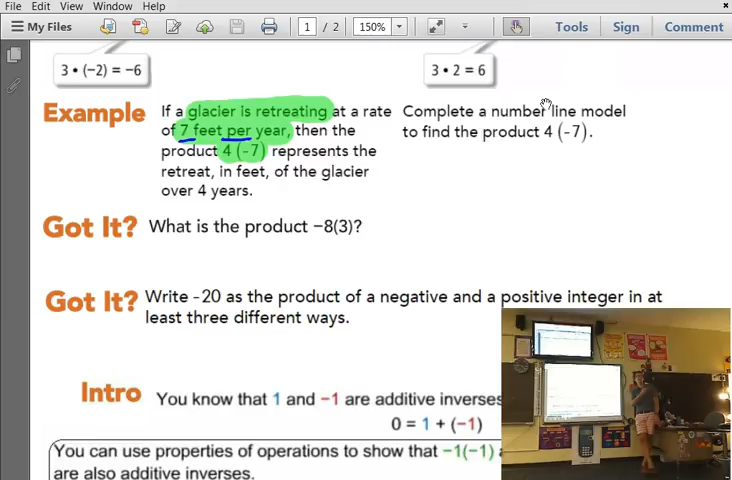 File Edit View Window Help
My Files 1 / 2 150% Tools Sign Comment
3 • (−2) = −6
3 • 2 = 6
Example
If a glacier is retreating at a rate
of 7 feet per year, then the
product 4 (-7) represents the
retreat, in feet, of the glacier
over 4 years.
Complete a number line model
to find the product 4 (-7).
Got It? What is the product −8(3)?
Got It? Write -20 as the product of a negative and a positive integer in at
least three different ways.
Intro You know that 1 and −1 are additive inverses
0 = 1 + (−1)
You can use properties of operations to show that −1(−1)
are also additive inverses.